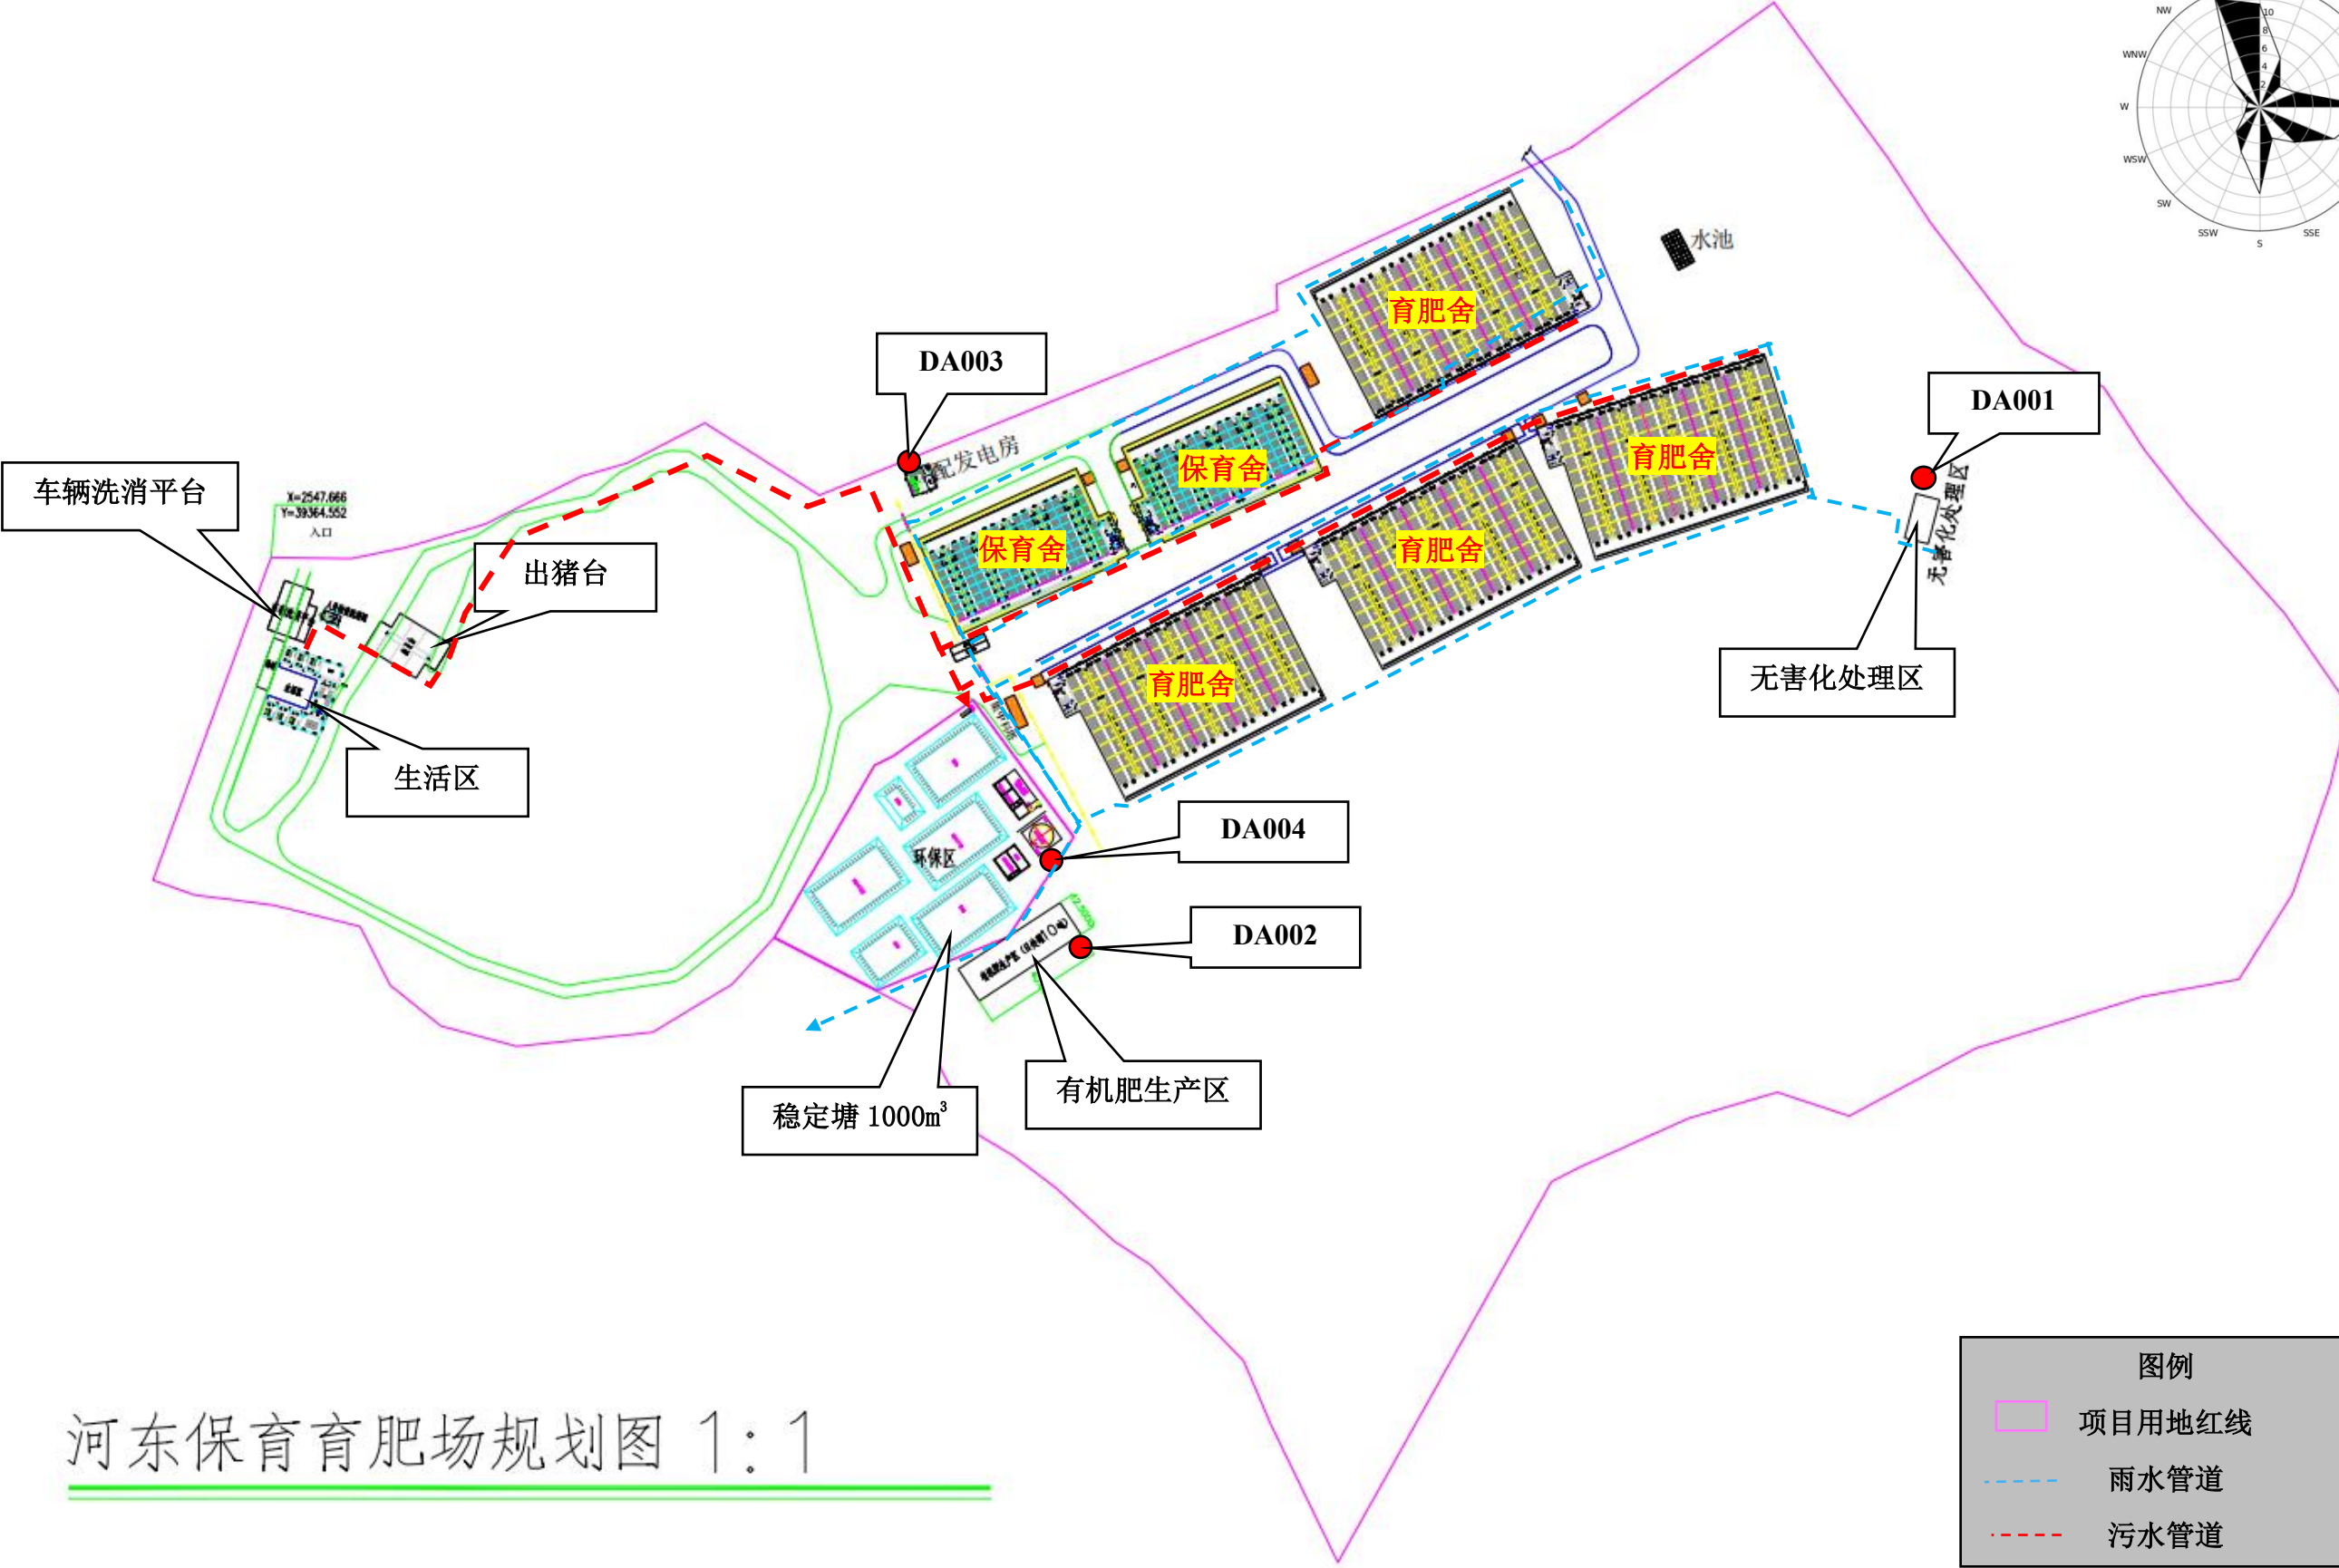 NW
WNW
W
WSW
SW
SSW
S
SSE
10
8
6
4
2
水池
育肥舍
DA003
DA001
配发电房
保育舍
育肥舍
车辆洗消平台
X=2547.666
Y=39364.552
入口
出猪台
保育舍
育肥舍
无害化处理区
无害化处理区
育肥舍
生活区
DA004
环保区
DA002
有机肥生产区
稳定塘 1000m³
河东保育育肥场规划图 1:1
图例
项目用地红线
雨水管道
污水管道